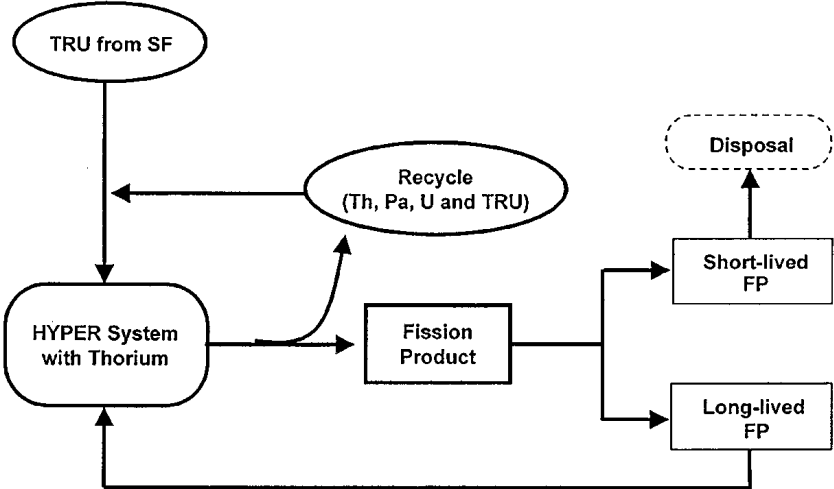 TRU from SF
Disposal
Recycle
(Th, Pa, U and TRU)
Short-lived
FP
HYPER System
with Thorium
Fission
Product
Long-lived
FP